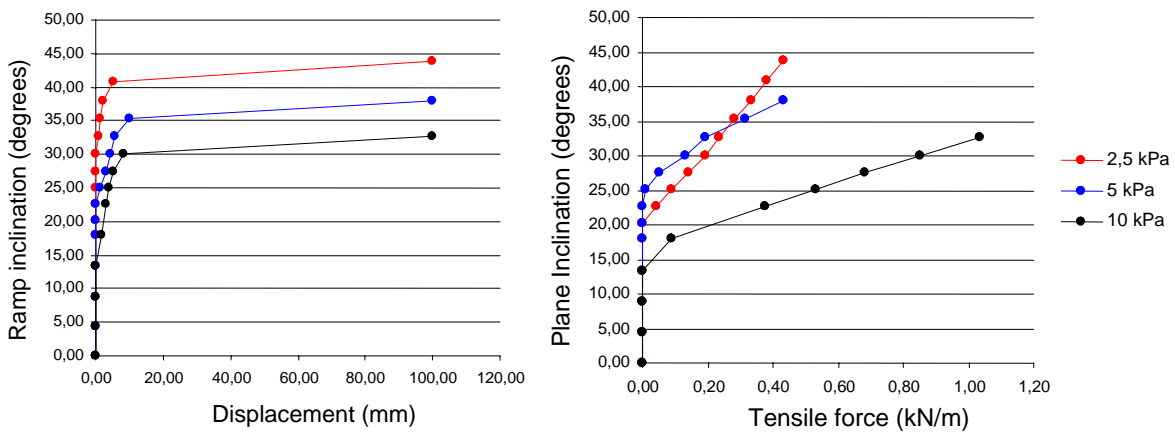 50,00
45,00
40,00
35,00
30,00
25,00
20,00
15,00
10,00
5,00
0,00
Ramp inclination (degrees)
0,00 20,00 40,00 60,00 80,00 100,00 120,00
Displacement (mm)
50,00
45,00
40,00
35,00
30,00
25,00
20,00
15,00
10,00
5,00
0,00
Plane Inclination (degrees)
0,00 0,20 0,40 0,60 0,80 1,00 1,20
Tensile force (kN/m)
2,5 kPa
5 kPa
10 kPa